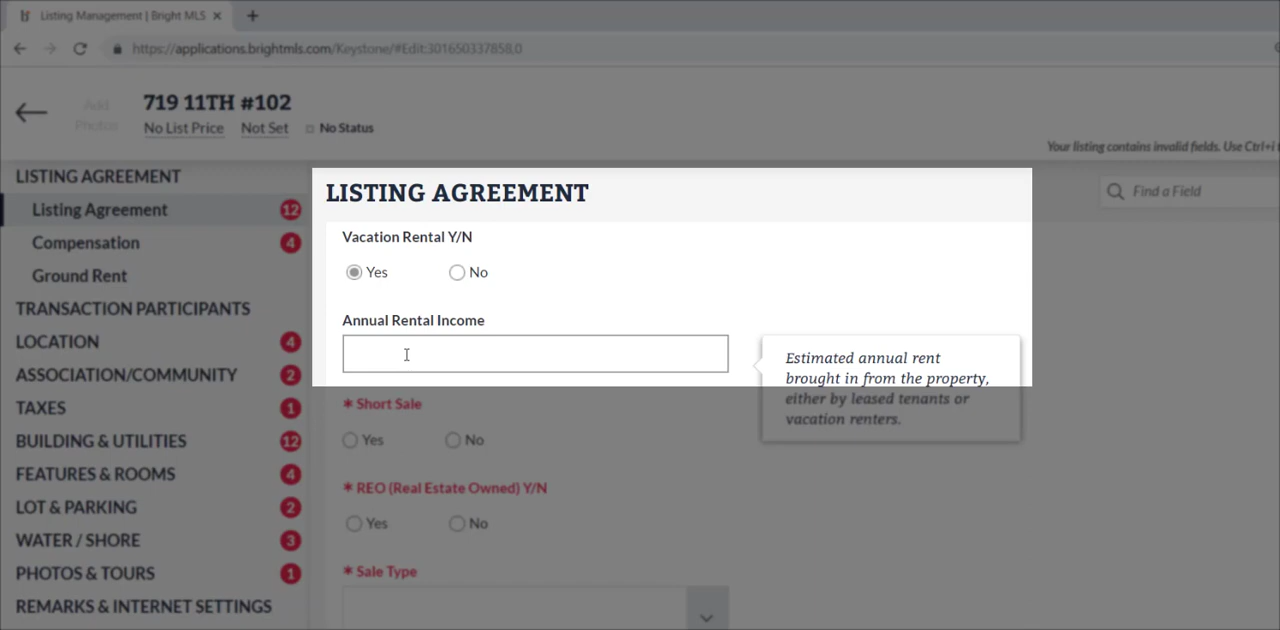 Listing Management | Bright MLS
https://applications.brightmls.com/Keystone/#Edit:301650337858,0
Add
Photos
719 11TH #102
No List Price Not Set No Status
Your listing contains invalid fields. Use Ctrl+i t
LISTING AGREEMENT
Listing Agreement 12
Compensation 4
Ground Rent
TRANSACTION PARTICIPANTS
LOCATION 4
ASSOCIATION/COMMUNITY 2
TAXES 1
BUILDING & UTILITIES 12
FEATURES & ROOMS 4
LOT & PARKING 2
WATER / SHORE 3
PHOTOS & TOURS 1
REMARKS & INTERNET SETTINGS
LISTING AGREEMENT
Find a Field
Vacation Rental Y/N
Yes No
Annual Rental Income
Estimated annual rent
brought in from the property,
either by leased tenants or
vacation renters.
* Short Sale
Yes No
* REO (Real Estate Owned) Y/N
Yes No
* Sale Type